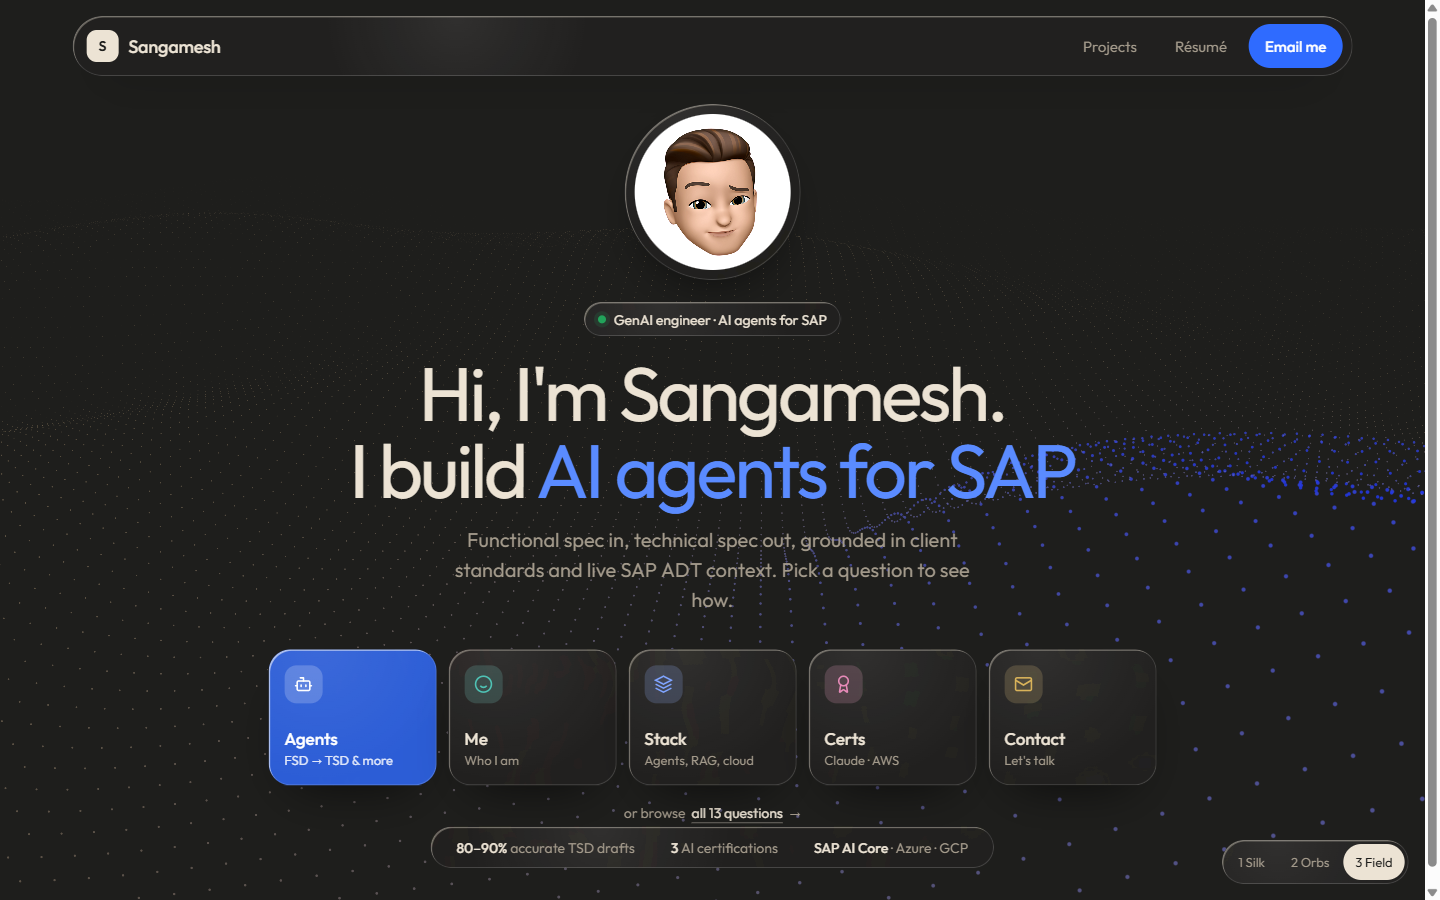 S Sangamesh Projects Résumé Email me
GenAI engineer · AI agents for SAP
Hi, I'm Sangamesh.
I build AI agents for SAP
Functional spec in, technical spec out, grounded in client
standards and live SAP ADT context. Pick a question to see
how.
Agents
FSD → TSD & more
Me
Who I am
Stack
Agents, RAG, cloud
Certs
Claude · AWS
Contact
Let's talk
or browse all 13 questions →
80–90% accurate TSD drafts 3 AI certifications SAP AI Core · Azure · GCP
1 Silk 2 Orbs 3 Field